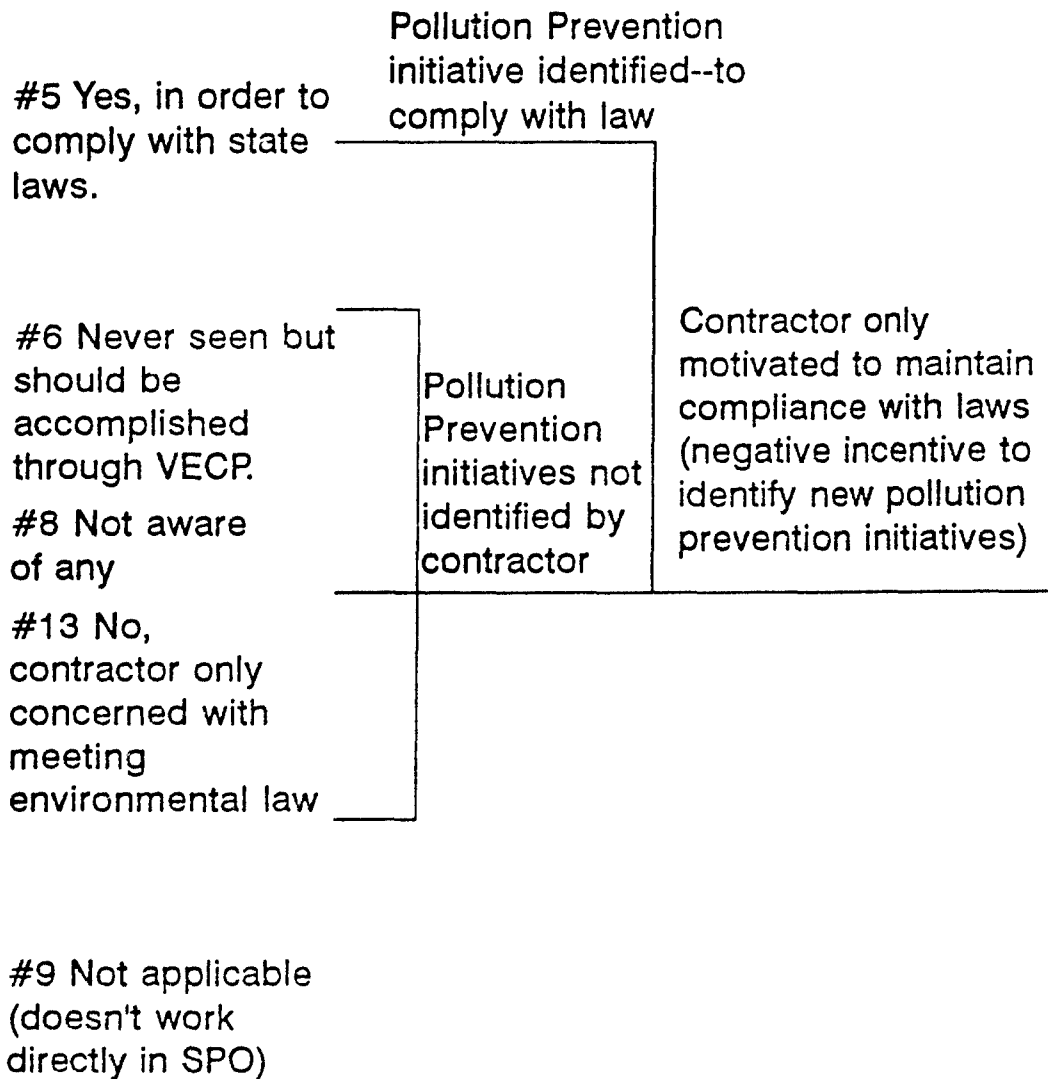 Pollution Prevention
initiative identified--to
comply with law
#5 Yes, in order to
comply with state
laws.
#6 Never seen but
should be
accomplished
through VECP.
#8 Not aware
of any
#13 No,
contractor only
concerned with
meeting
environmental law
Pollution
Prevention
initiatives not
identified by
contractor
Contractor only
motivated to maintain
compliance with laws
(negative incentive to
identify new pollution
prevention initiatives)
#9 Not applicable
(doesn't work
directly in SPO)